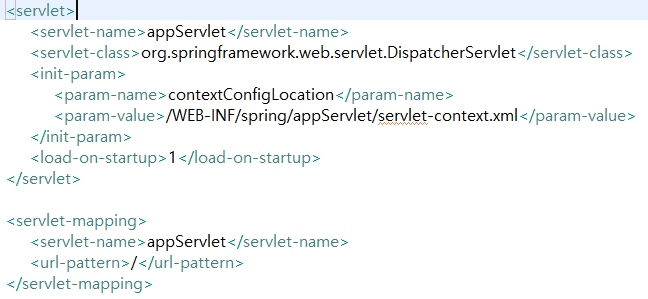 <servlet>
<servlet-name>appServlet</servlet-name>
<servlet-class>org.springframework.web.servlet.DispatcherServlet</servlet-class>
<init-param>
<param-name>contextConfigLocation</param-name>
<param-value>/WEB-INF/spring/appServlet/servlet-context.xml</param-value>
</init-param>
<load-on-startup>1</load-on-startup>
</servlet>
<servlet-mapping>
<servlet-name>appServlet</servlet-name>
<url-pattern>/</url-pattern>
</servlet-mapping>